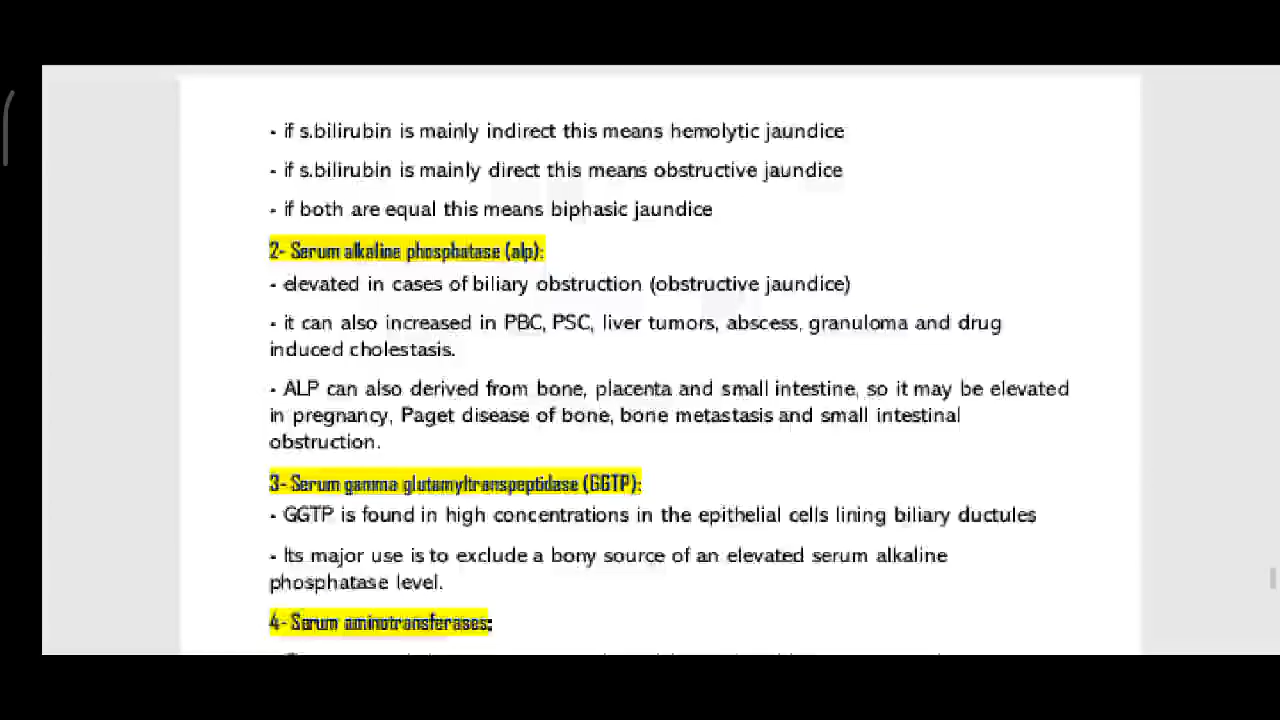 - if s.bilirubin is mainly indirect this means hemolytic jaundice
- if s.bilirubin is mainly direct this means obstructive jaundice
- if both are equal this means biphasic jaundice
2- Serum alkaline phosphatase (alp):
- elevated in cases of biliary obstruction (obstructive jaundice)
- it can also increased in PBC, PSC, liver tumors, abscess, granuloma and drug
induced cholestasis.
- ALP can also derived from bone, placenta and small intestine, so it may be elevated
in pregnancy, Paget disease of bone, bone metastasis and small intestinal
obstruction.
3- Serum gamma glutamyltranspeptidase (GGTP):
- GGTP is found in high concentrations in the epithelial cells lining biliary ductules
- Its major use is to exclude a bony source of an elevated serum alkaline
phosphatase level.
4- Serum aminotransferases: